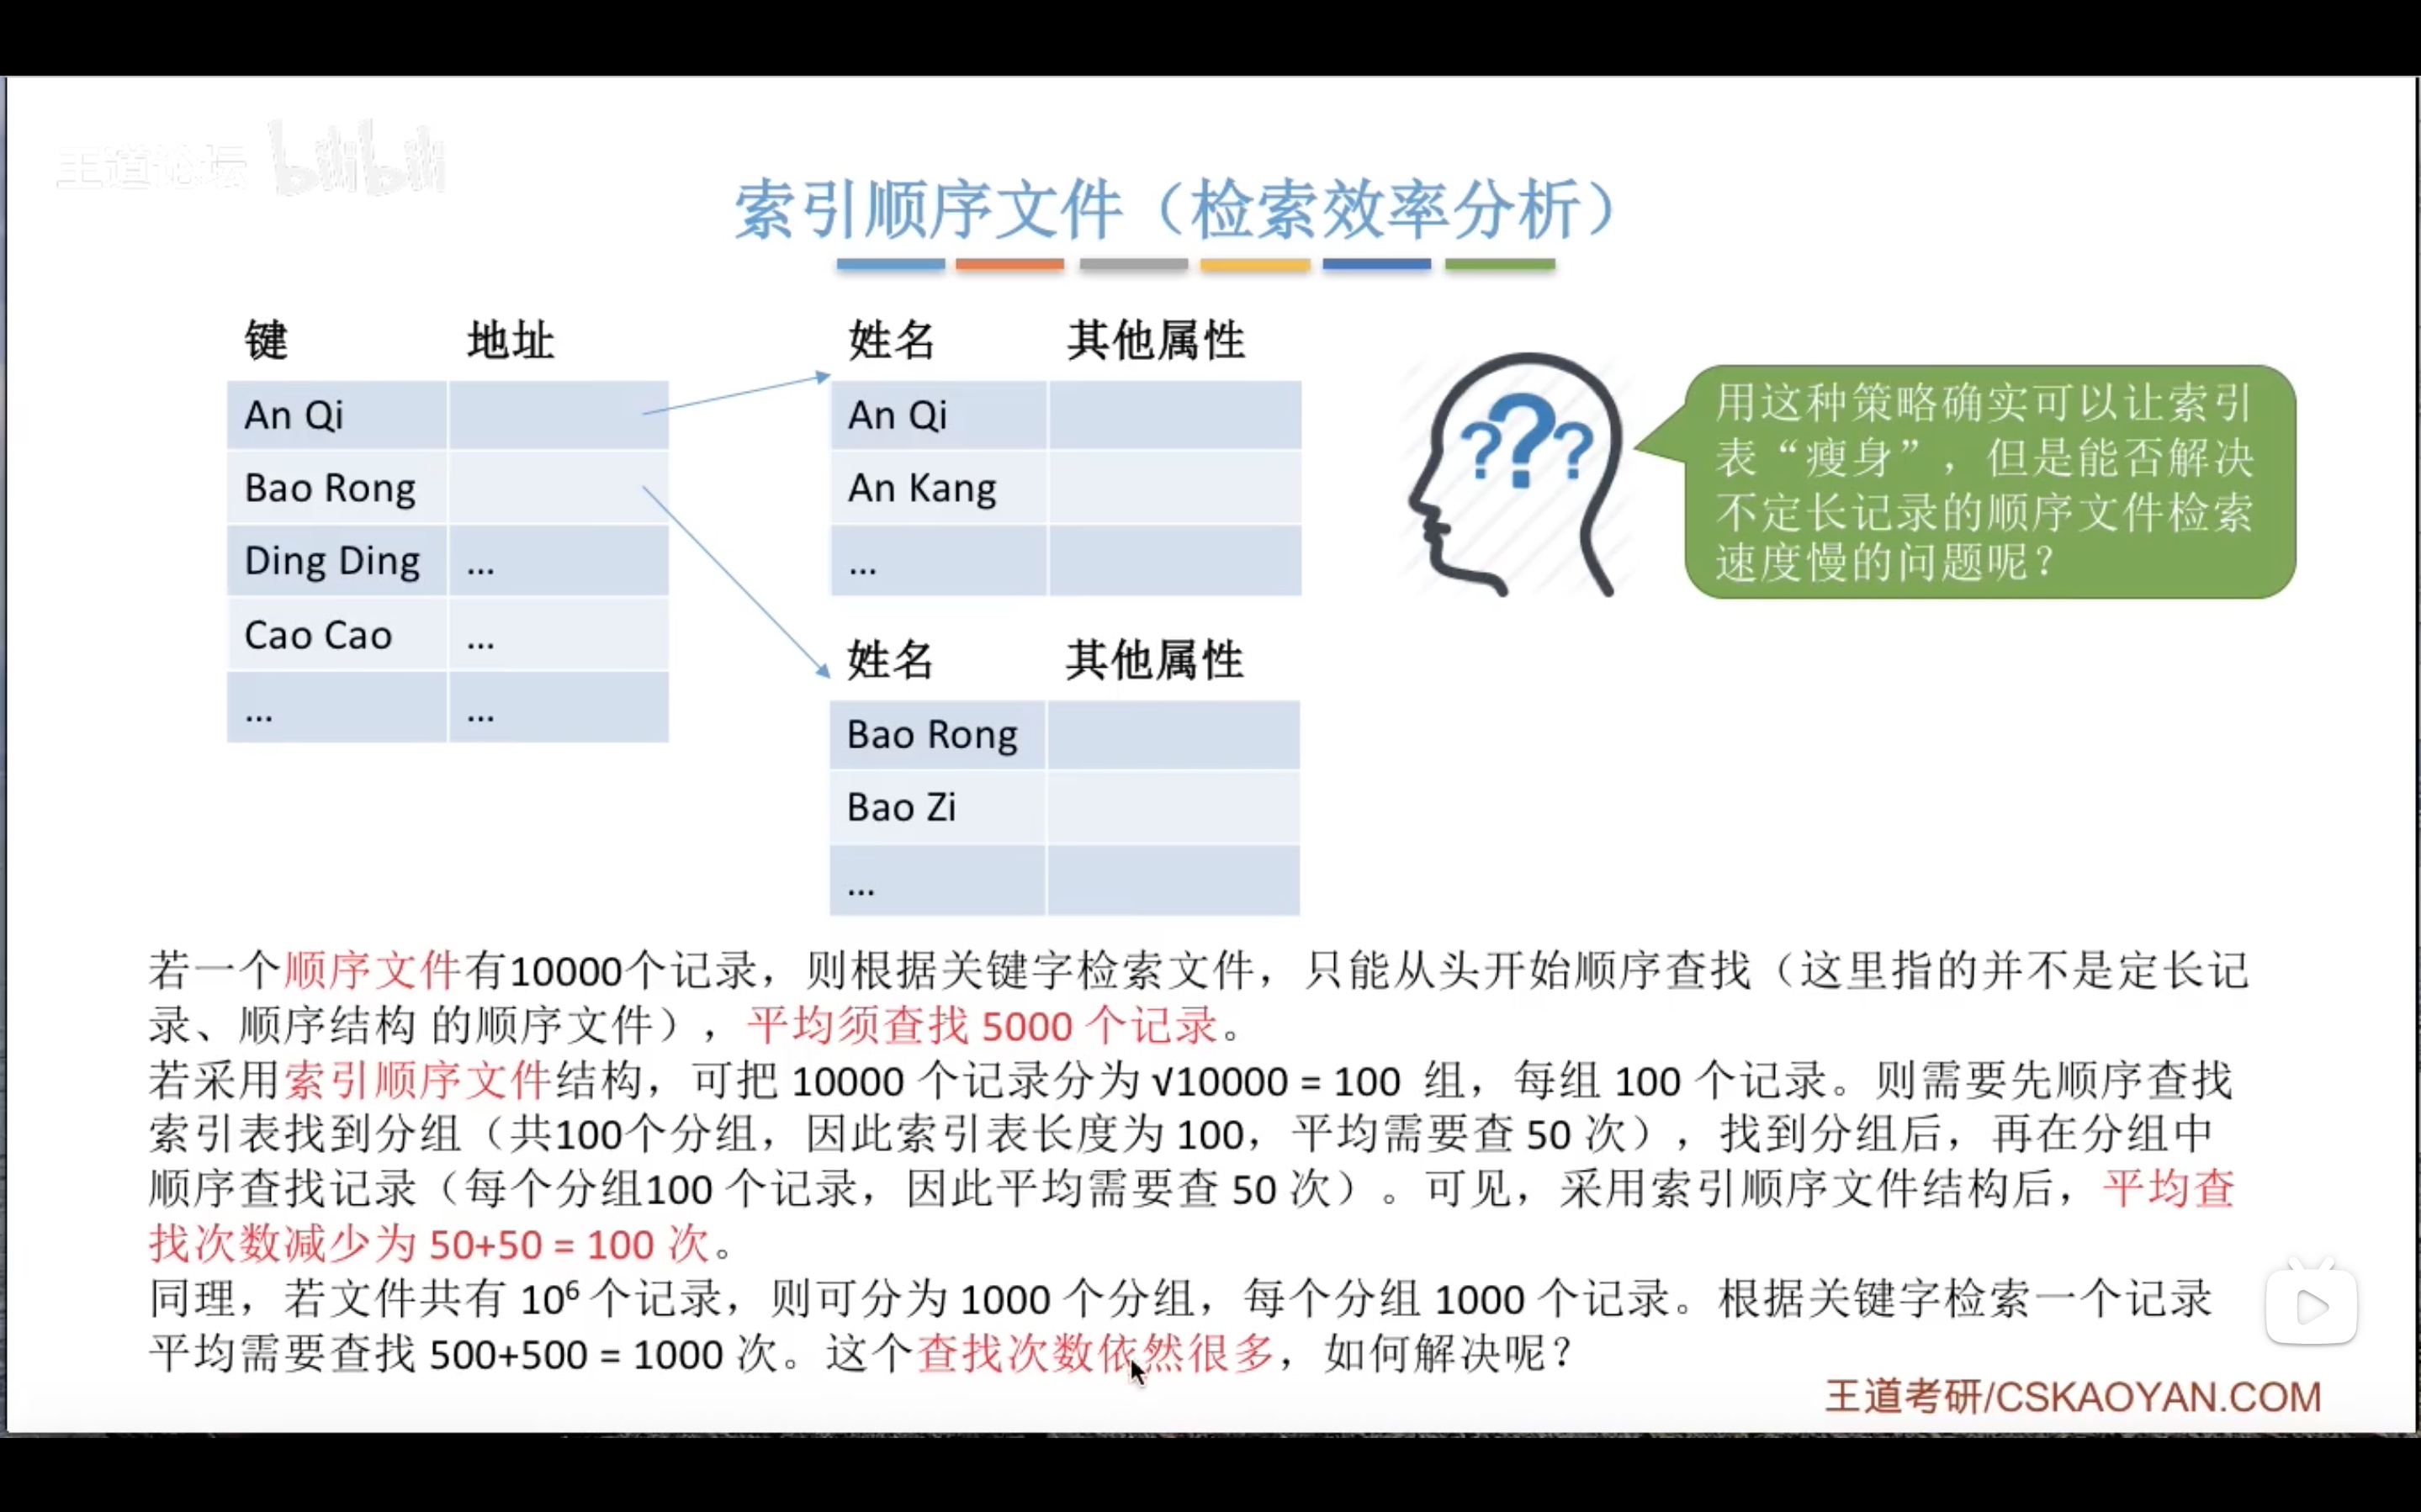 王道论坛 bilibili
索引顺序文件（检索效率分析）
键 地址
An Qi
Bao Rong
Ding Ding ...
Cao Cao ...
... ...
姓名 其他属性
An Qi
An Kang
...
姓名 其他属性
Bao Rong
Bao Zi
...
???
用这种策略确实可以让索引
表“瘦身”，但是能否解决
不定长记录的顺序文件检索
速度慢的问题呢？
若一个顺序文件有10000个记录，则根据关键字检索文件，只能从头开始顺序查找（这里指的并不是定长记
录、顺序结构 的顺序文件），平均须查找 5000 个记录。
若采用索引顺序文件结构，可把 10000 个记录分为 √10000 = 100 组，每组 100 个记录。则需要先顺序查找
索引表找到分组（共100个分组，因此索引表长度为 100，平均需要查 50 次），找到分组后，再在分组中
顺序查找记录（每个分组100 个记录，因此平均需要查 50 次）。可见，采用索引顺序文件结构后，平均查
找次数减少为 50+50 = 100 次。
同理，若文件共有 10⁶ 个记录，则可分为 1000 个分组，每个分组 1000 个记录。根据关键字检索一个记录
平均需要查找 500+500 = 1000 次。这个查找次数依然很多，如何解决呢？
王道考研/CSKAOYAN.COM